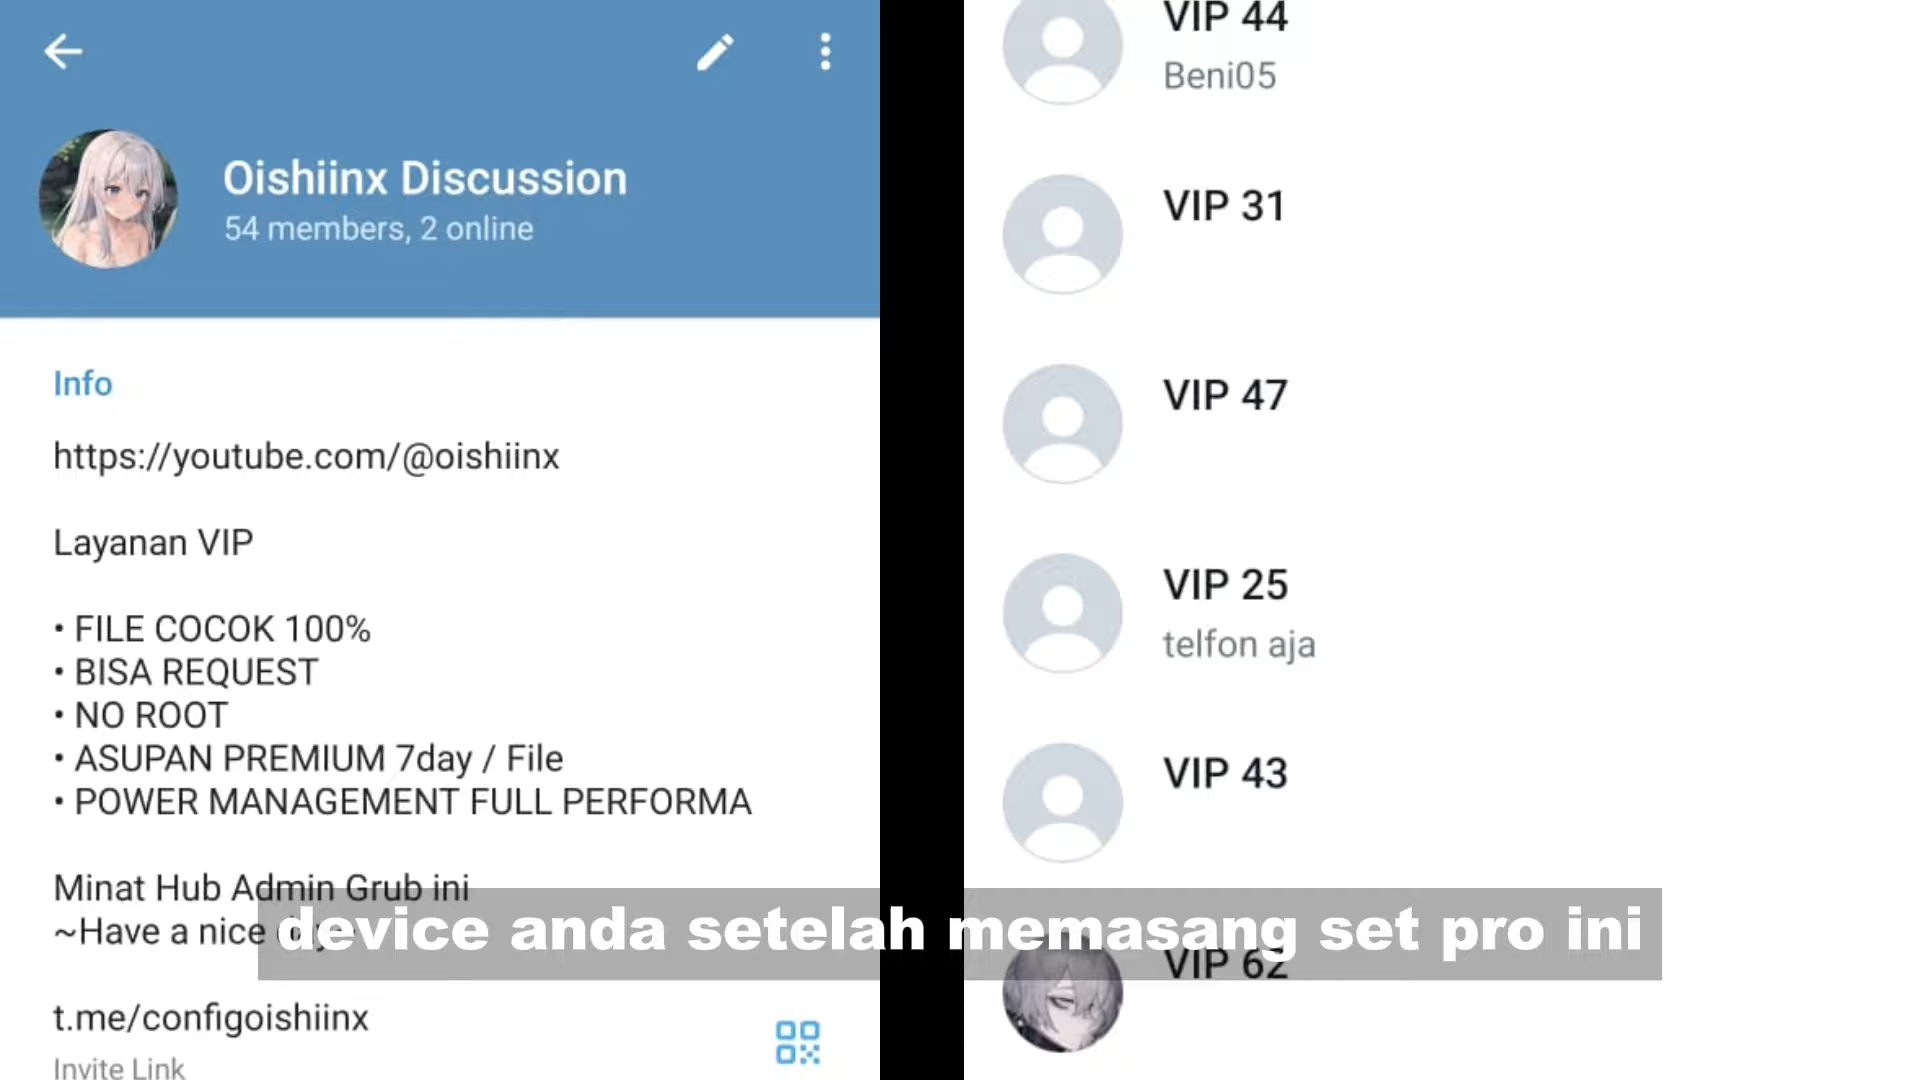 Oishiinx Discussion
54 members, 2 online
Info
https://youtube.com/@oishiinx
Layanan VIP
• FILE COCOK 100%
• BISA REQUEST
• NO ROOT
• ASUPAN PREMIUM 7day / File
• POWER MANAGEMENT FULL PERFORMA
Minat Hub Admin Grub ini
~Have a nice
t.me/configoishiinx
Invite Link
VIP 44
Beni05
VIP 31
VIP 47
VIP 25
telfon aja
VIP 43
VIP 62
device anda setelah memasang set pro ini